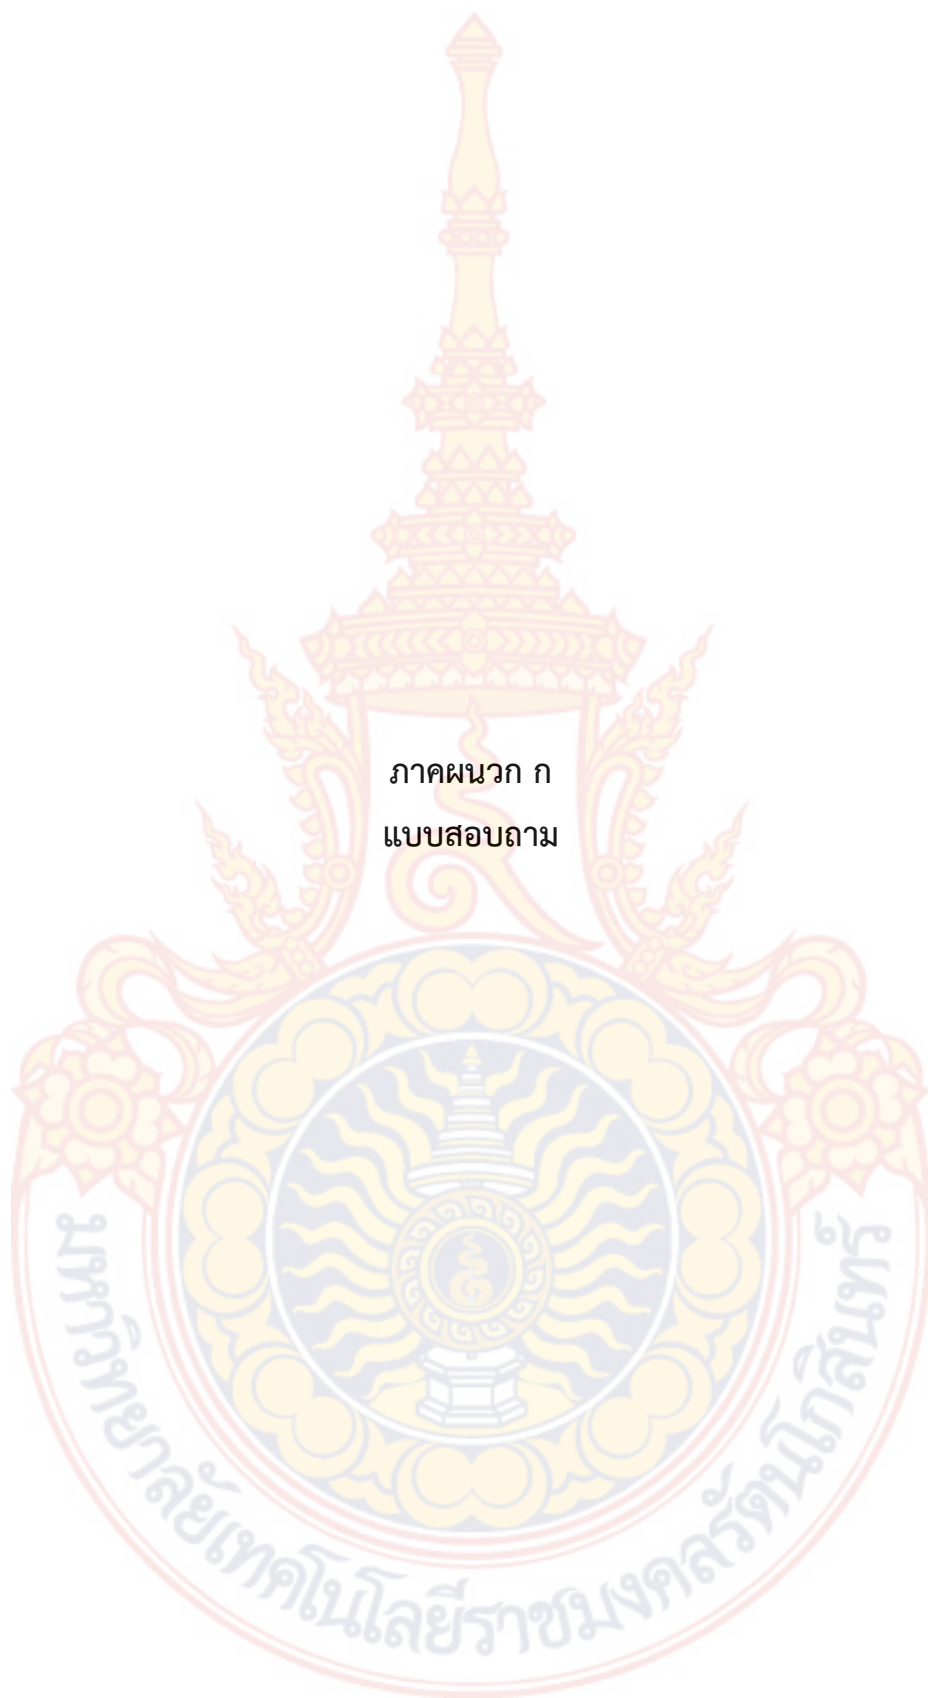 ภาคผนวก ก
แบบสอบถาม
มหาวิทยาลัยเทคโนโลยีราชมงคลรัตนโกสินทร์